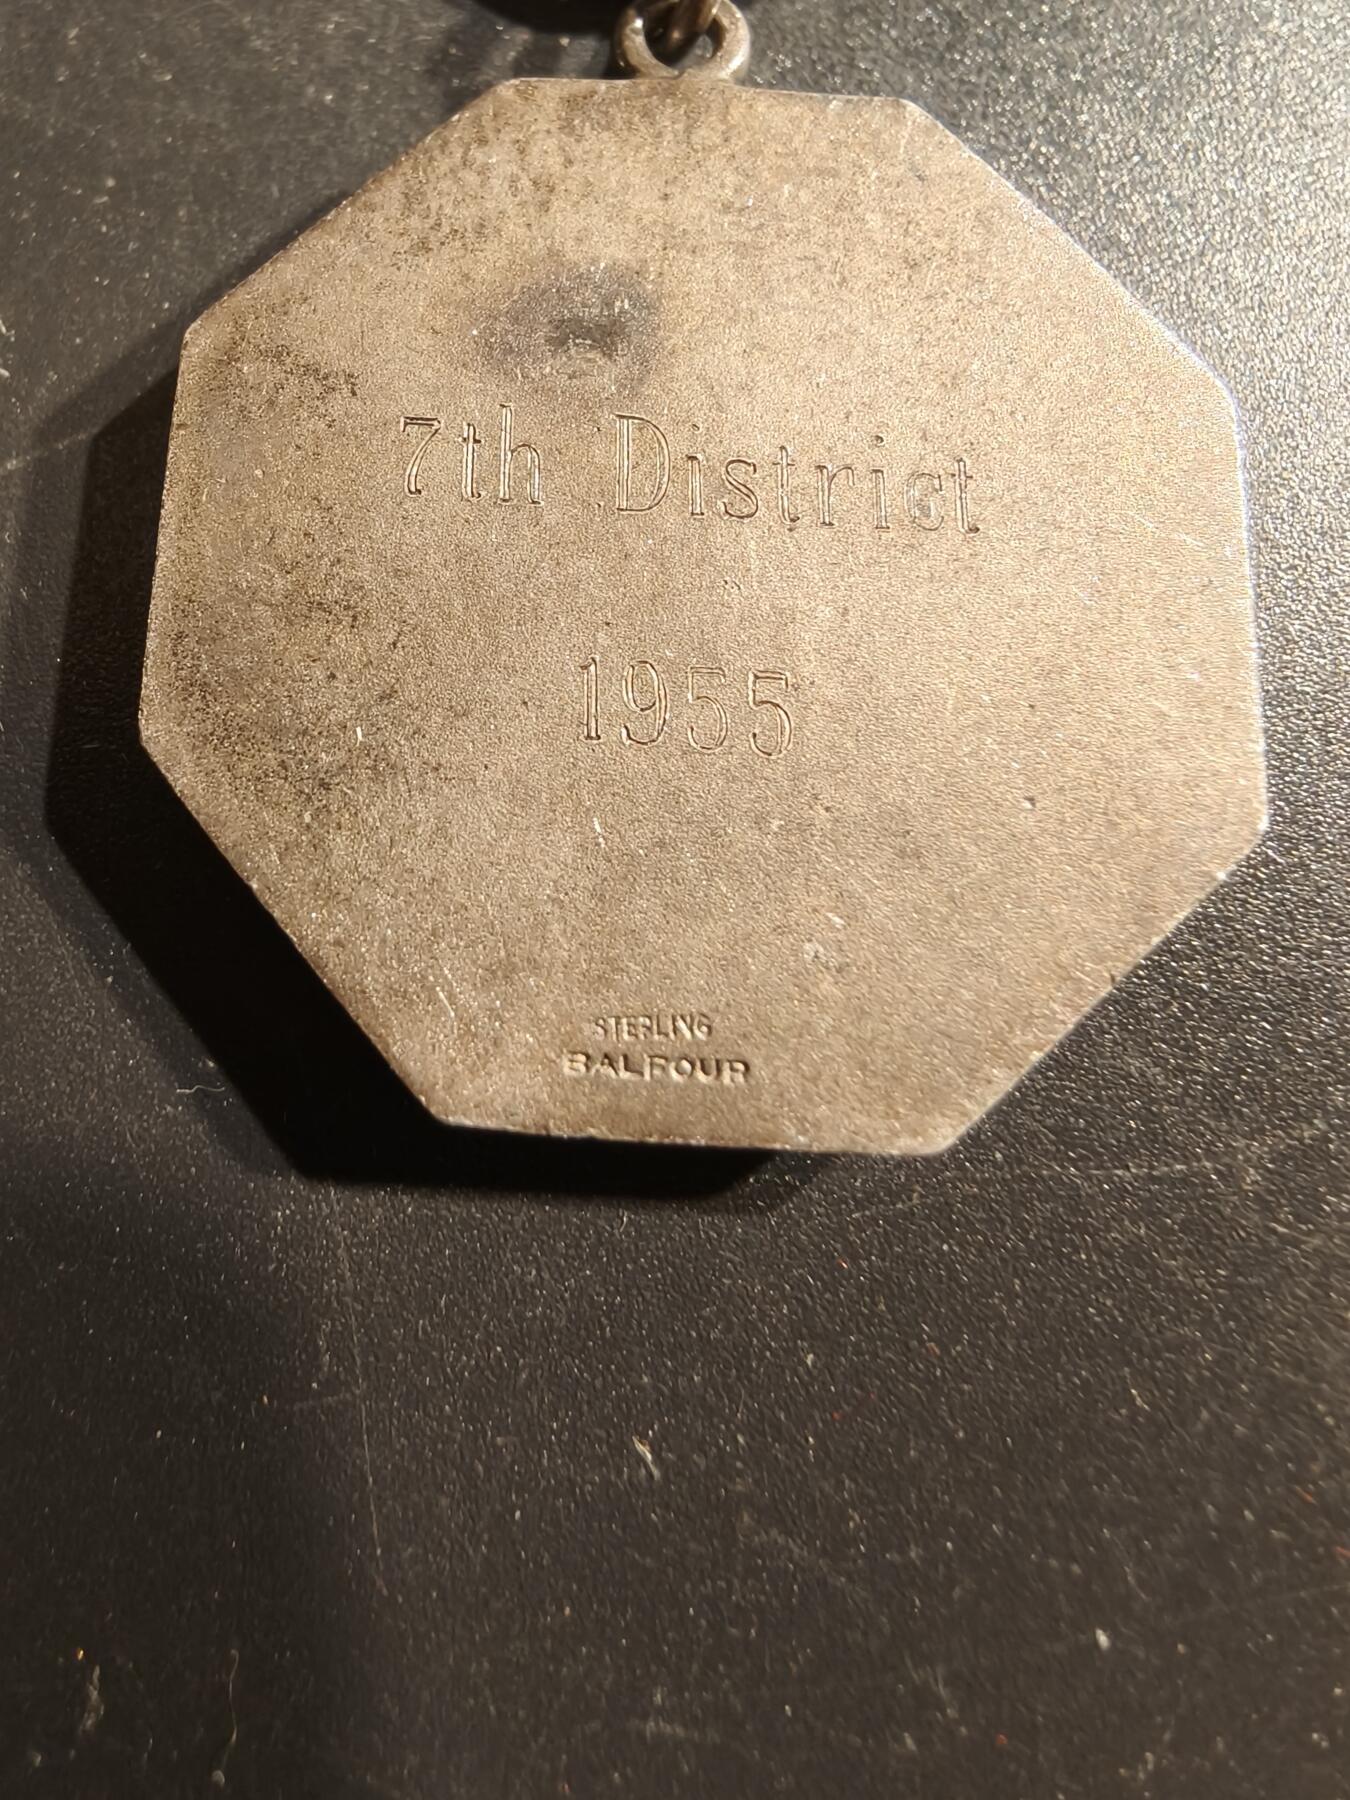 7th District
1955
STERLING
BALFOUR